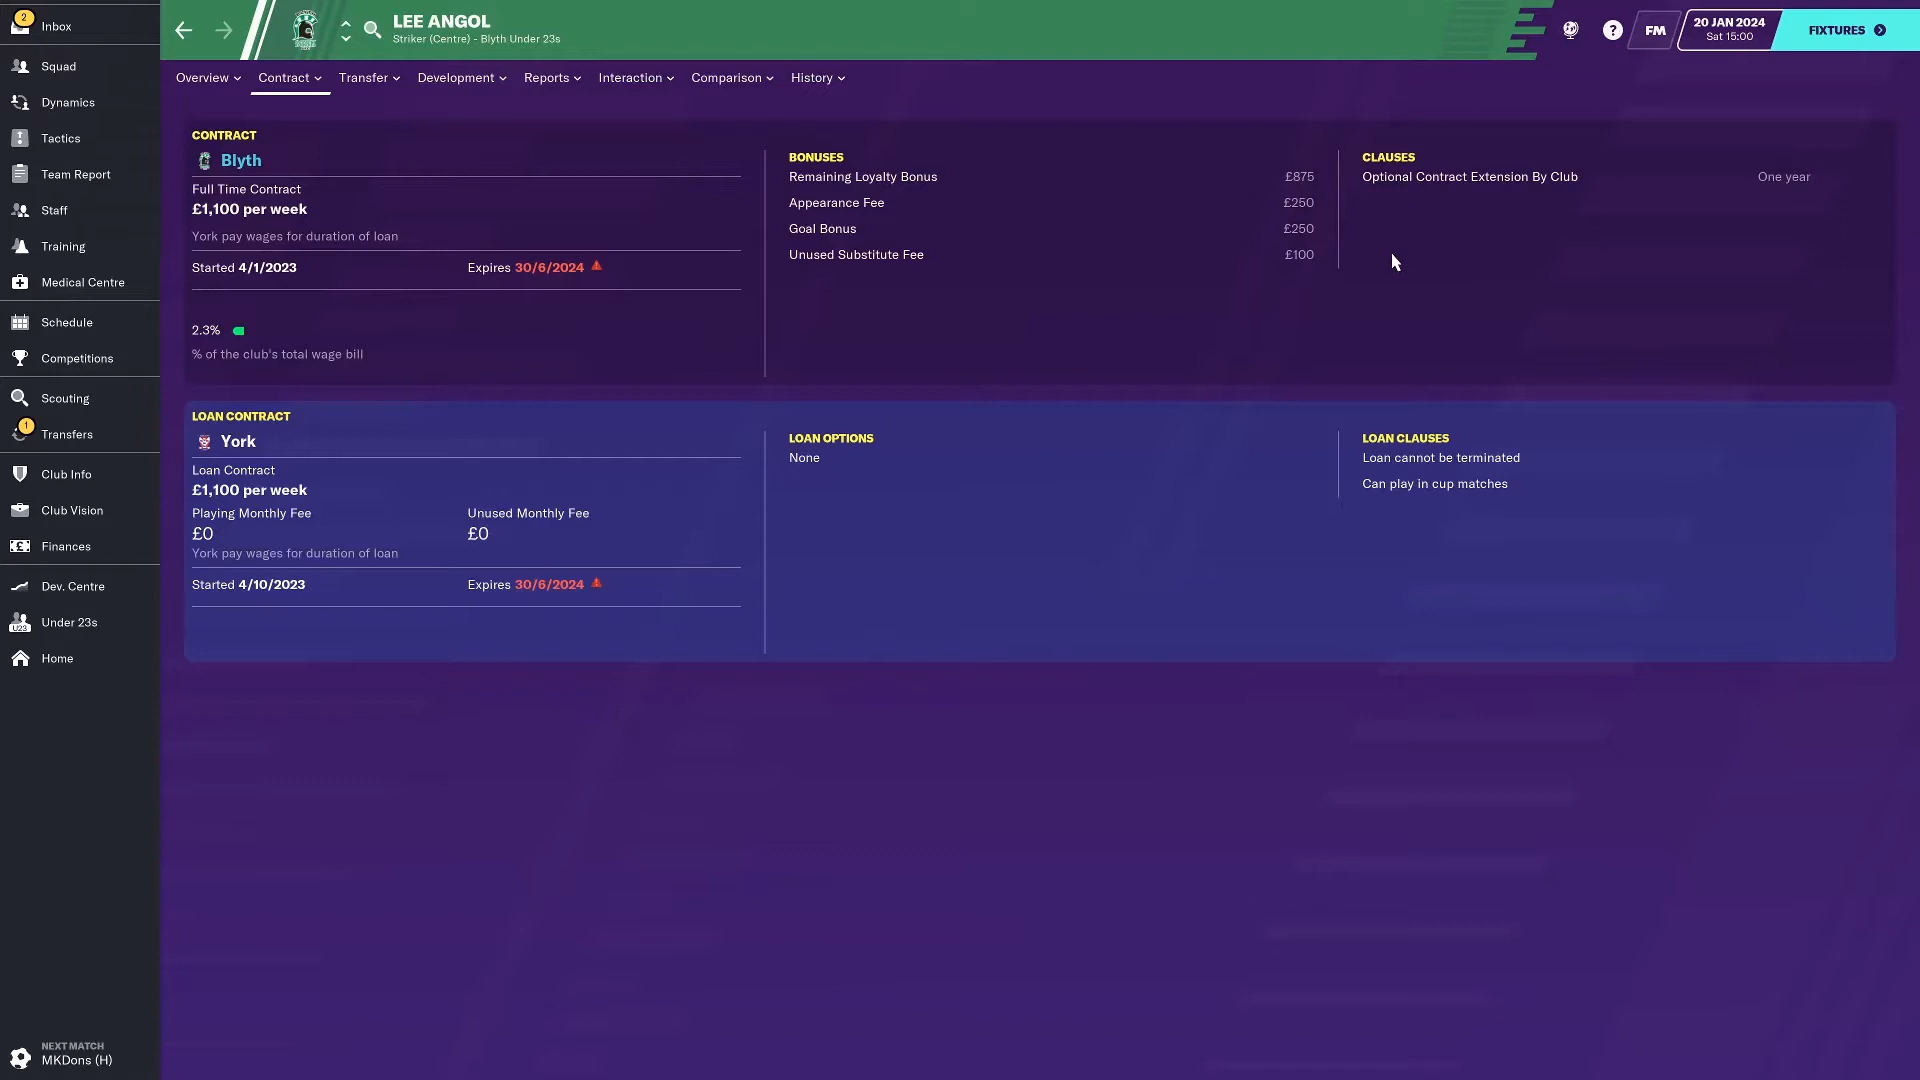 2
Inbox
Squad
Dynamics
Tactics
Team Report
Staff
Training
Medical Centre
Schedule
Competitions
Scouting
1
Transfers
Club Info
Club Vision
Finances
Dev. Centre
U23
Under 23s
Home
NEXT MATCH
MKDons (H)
LEE ANGOL
Striker (Centre) - Blyth Under 23s
?
FM
20 JAN 2024
Sat 15:00
FIXTURES
Overview Contract Transfer Development Reports Interaction Comparison History
CONTRACT
Blyth
Full Time Contract
£1,100 per week
York pay wages for duration of loan
Started 4/1/2023 Expires 30/6/2024
2.3%
% of the club's total wage bill
BONUSES
Remaining Loyalty Bonus £875
Appearance Fee £250
Goal Bonus £250
Unused Substitute Fee £100
CLAUSES
Optional Contract Extension By Club One year
LOAN CONTRACT
York
Loan Contract
£1,100 per week
Playing Monthly Fee Unused Monthly Fee
£0 £0
York pay wages for duration of loan
Started 4/10/2023 Expires 30/6/2024
LOAN OPTIONS
None
LOAN CLAUSES
Loan cannot be terminated
Can play in cup matches